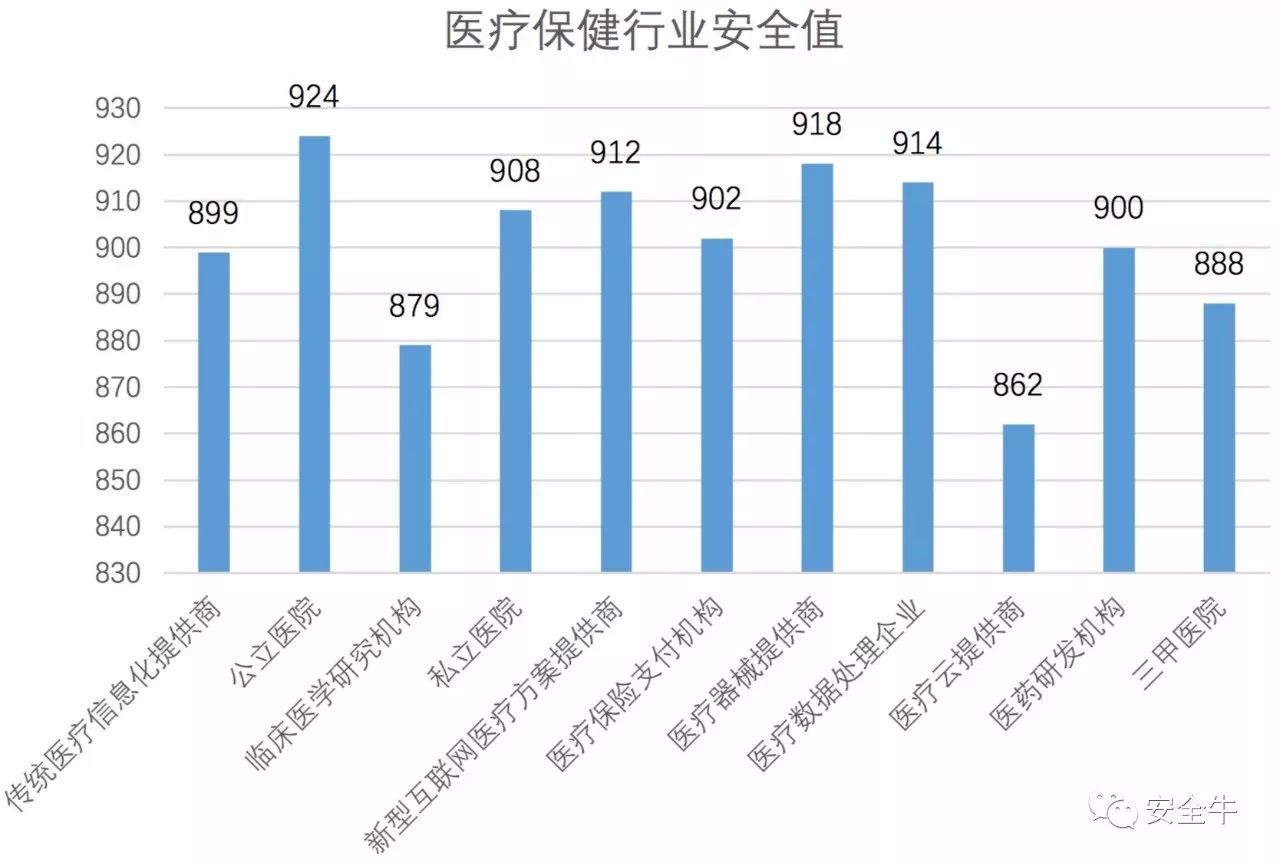 医疗保健行业安全值
930
920
910
900
890
880
870
860
850
840
830
899
924
879
908
912
902
918
914
862
900
888
传统医疗信息化提供商
公立医院
临床医学研究机构
私立医院
新型互联网医疗方案提供商
医疗保险支付机构
医疗器械提供商
医疗数据处理企业
医疗云提供商
医药研发机构
三甲医院
安全牛